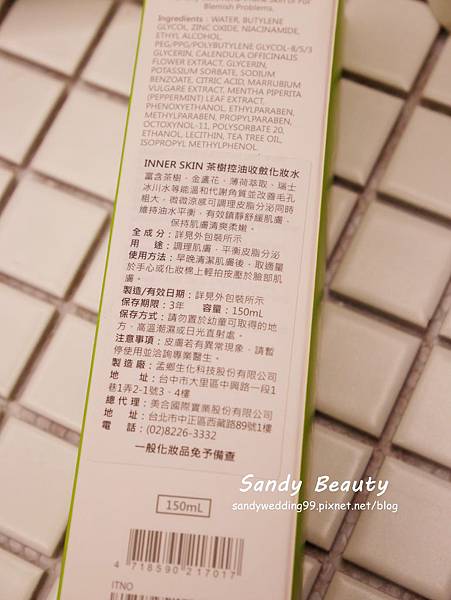 Blemish Problems.
Ingredients: WATER, BUTYLENE
GLYCOL, ZINC OXIDE, NIACINAMIDE,
ETHYL ALCOHOL.
PEG/PPG/POLYBUTYLENE GLYCOL-8/5/3
GLYCERIN, CALENDULA OFFICINALIS
FLOWER EXTRACT, GLYCERIN,
POTASSIUM SORBATE, SODIUM
BENZOATE, CITRIC ACID, MARRUBIUM
VULGARE EXTRACT, MENTHA PIPERITA
(PEPPERMINT) LEAF EXTRACT,
PHENOXYETHANOL, ETHYLPARABEN,
METHYLPARABEN, PROPYLPARABEN,
OCTOXYNOL-11, POLYSORBATE 20,
ETHANOL, LECITHIN, TEA TREE OIL,
ISOPROPYL METHYLPHENOL.
INNER SKIN 茶樹控油收斂化妝水
富含茶樹，金盞花、薄荷萃取、瑞士
冰川水等能溫和代謝角質並改善毛孔
粗大，微微涼感可調理皮脂分泌同時
維持油水平衡，有效鎮靜舒緩肌膚，
保持肌膚清爽柔嫩。
全成分：詳見外包裝所示
用 途：調理肌膚，平衡皮脂分泌
使用方法：早晚清潔肌膚後，取適量
於手心或化妝棉上輕拍按壓於臉部肌
膚。
製造/有效日期：詳見外包裝所示
保存期限：3年 容量：150mL
保存方式：請勿置於幼童可取得的地
方，高溫潮濕或日光直射處。
注意事項：皮膚若有異常現象，請暫
停使用並洽詢專業醫生。
製造廠：孟鄉生化科技股份有限公司
地 址：台中市大里區中興路一段1
巷1弄2-1號3、4樓
總代理：美合國際實業股份有限公司
地 址：台北市中正區西藏路89號1樓
電 話：(02)8226-3332
一般化妝品免予備查
150mL
4 718590 217017
ITNO
Sandy Beauty
sandywedding99.pixnet.net/blog